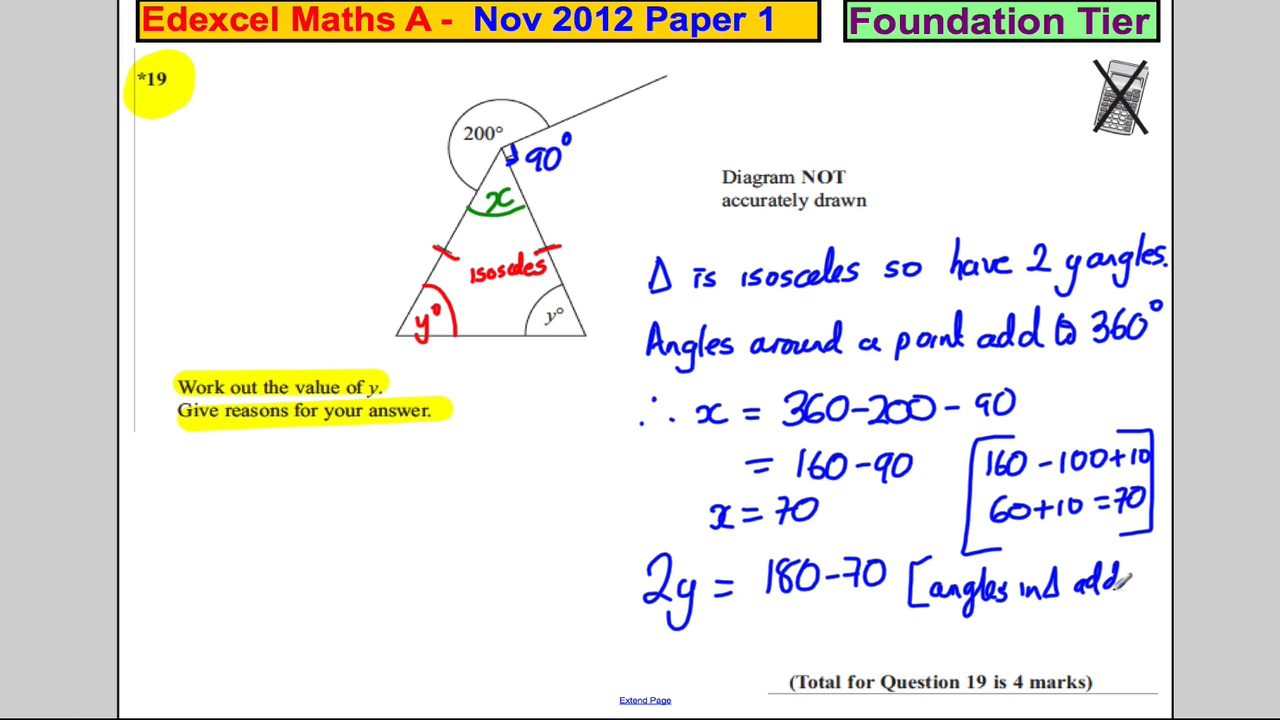 Edexcel Maths A - Nov 2012 Paper 1
Foundation Tier
*19
200°
90°
x
isosceles
y°
y°
Diagram NOT
accurately drawn
Work out the value of y.
Give reasons for your answer.
Δ is isosceles so have 2 y angles.
Angles around a point add to 360°
∴ x = 360-200-90
= 160-90
x = 70
[160-100+10
60+10=70]
2y = 180-70 [angles in Δ add
(Total for Question 19 is 4 marks)
Extend Page